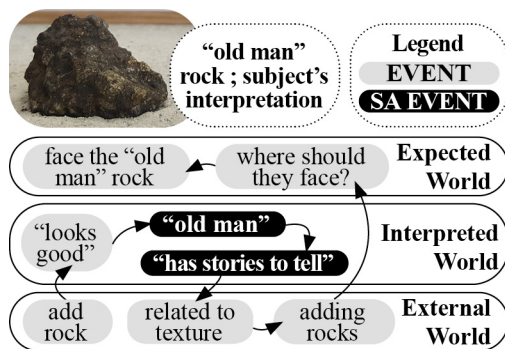 "old man"
rock ; subject's
interpretation
Legend
EVENT
SA EVENT
face the "old
man" rock
where should
they face?
Expected
World
"looks
good"
"old man"
"has stories to tell"
Interpreted
World
add
rock
related to
texture
adding
rocks
External
World